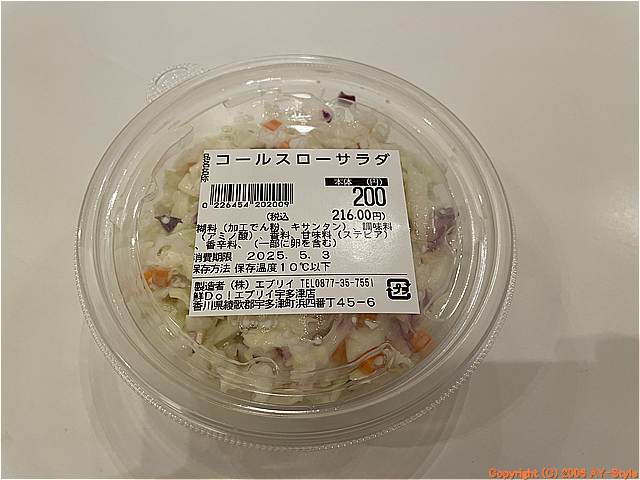 コールスローサラダ
本体 (円)
200
0 226454 202009
(税込 216.00円)
糊料(加工でん粉、キサンタン)、調味料
(アミノ酸)、香料、甘味料(ステビア)
、香辛料、(一部に卵を含む)
消費期限 2025. 5. 3
保存方法 保存温度10℃以下
製造者(株)エブリイ TEL0877-35-7551
鮮Do!エブリイ宇多津店
香川県綾歌郡宇多津町浜四番丁45-6
Copyright (C) 2005 AY-Style